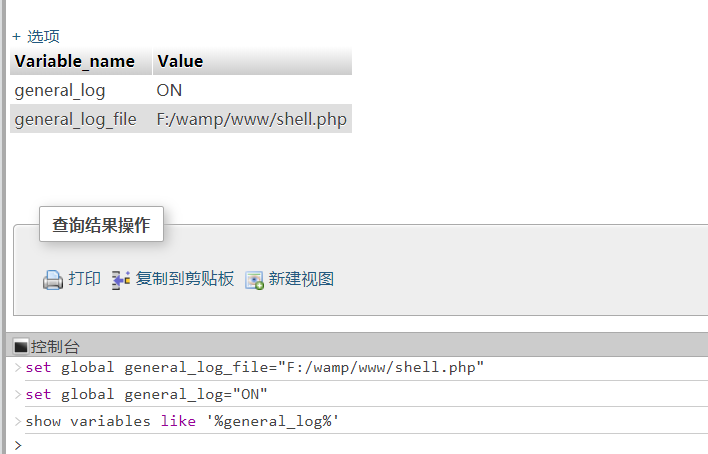 + 选项
Variable_name Value
general_log ON
general_log_file F:/wamp/www/shell.php
查询结果操作
打印 复制到剪贴板 新建视图
控制台
>set global general_log_file="F:/wamp/www/shell.php"
>set global general_log="ON"
>show variables like '%general_log%'
>